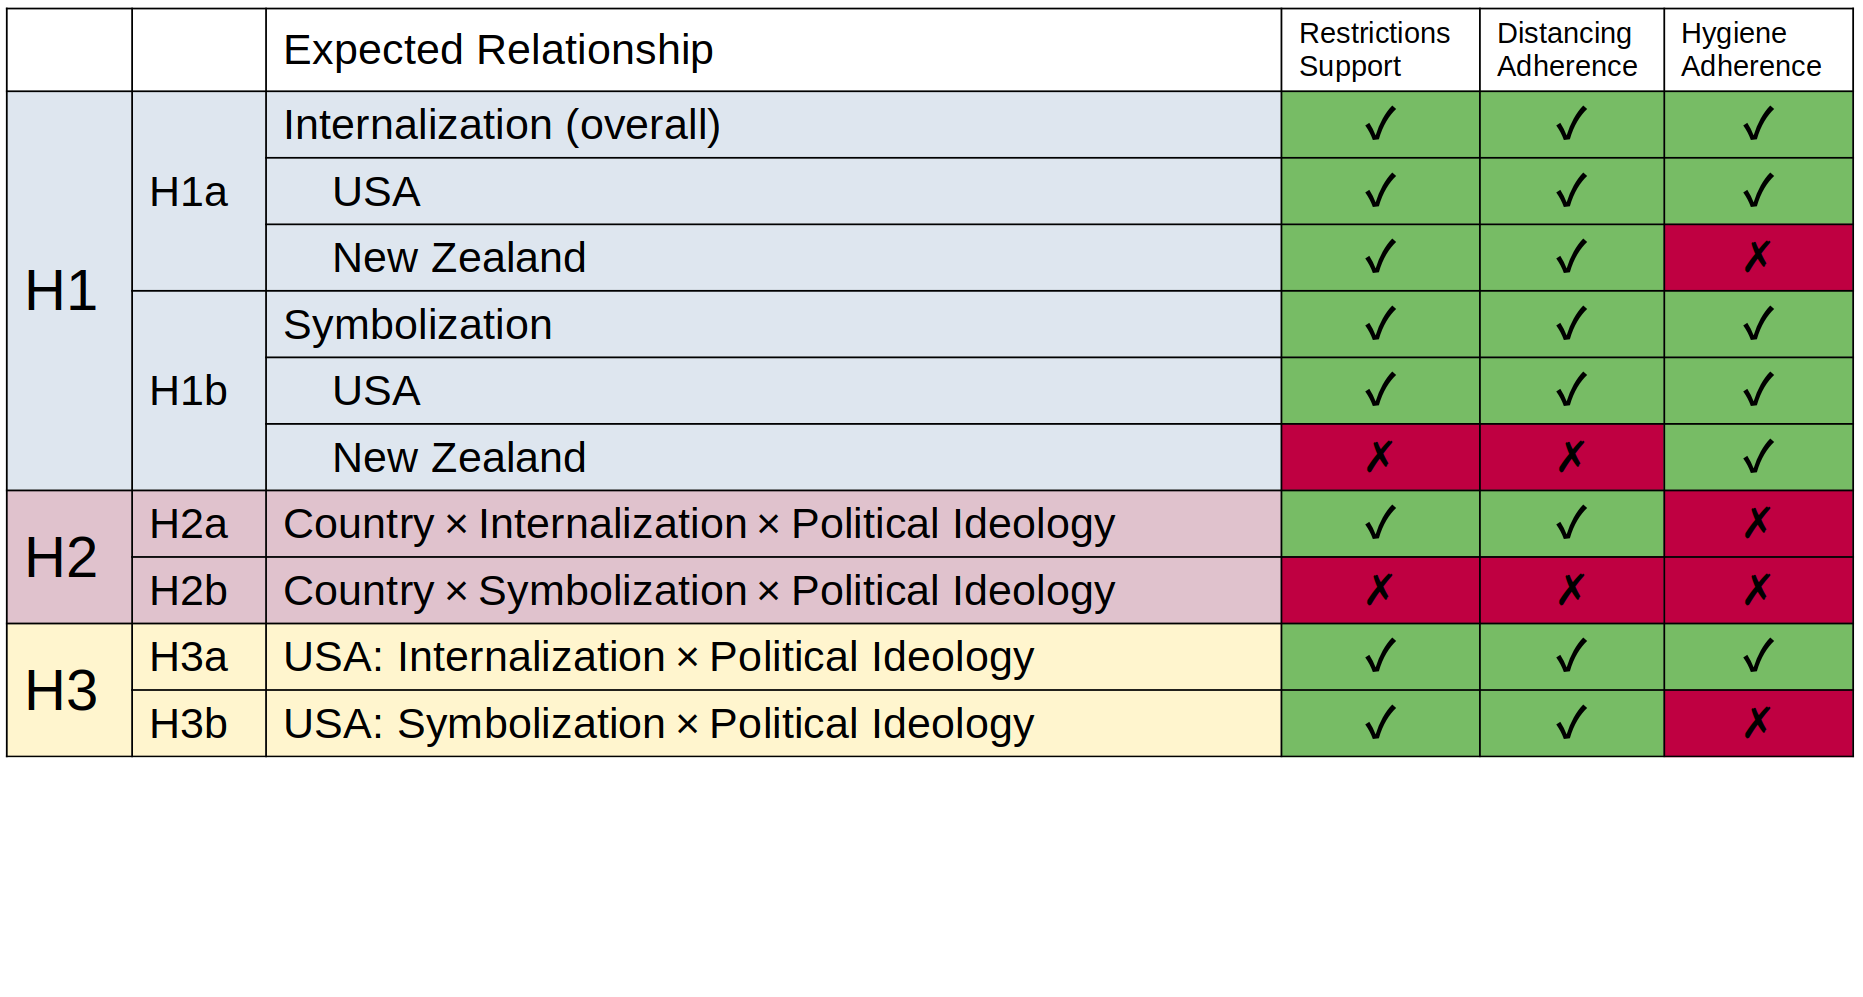 Expected Relationship Restrictions Support Distancing Adherence Hygiene Adherence
H1 H1a Internalization (overall) ✓ ✓ ✓
USA ✓ ✓ ✓
New Zealand ✓ ✓ ✗
H1b Symbolization ✓ ✓ ✓
USA ✓ ✓ ✓
New Zealand ✗ ✗ ✓
H2 H2a Country × Internalization × Political Ideology ✓ ✓ ✗
H2b Country × Symbolization × Political Ideology ✗ ✗ ✗
H3 H3a USA: Internalization × Political Ideology ✓ ✓ ✓
H3b USA: Symbolization × Political Ideology ✓ ✓ ✗